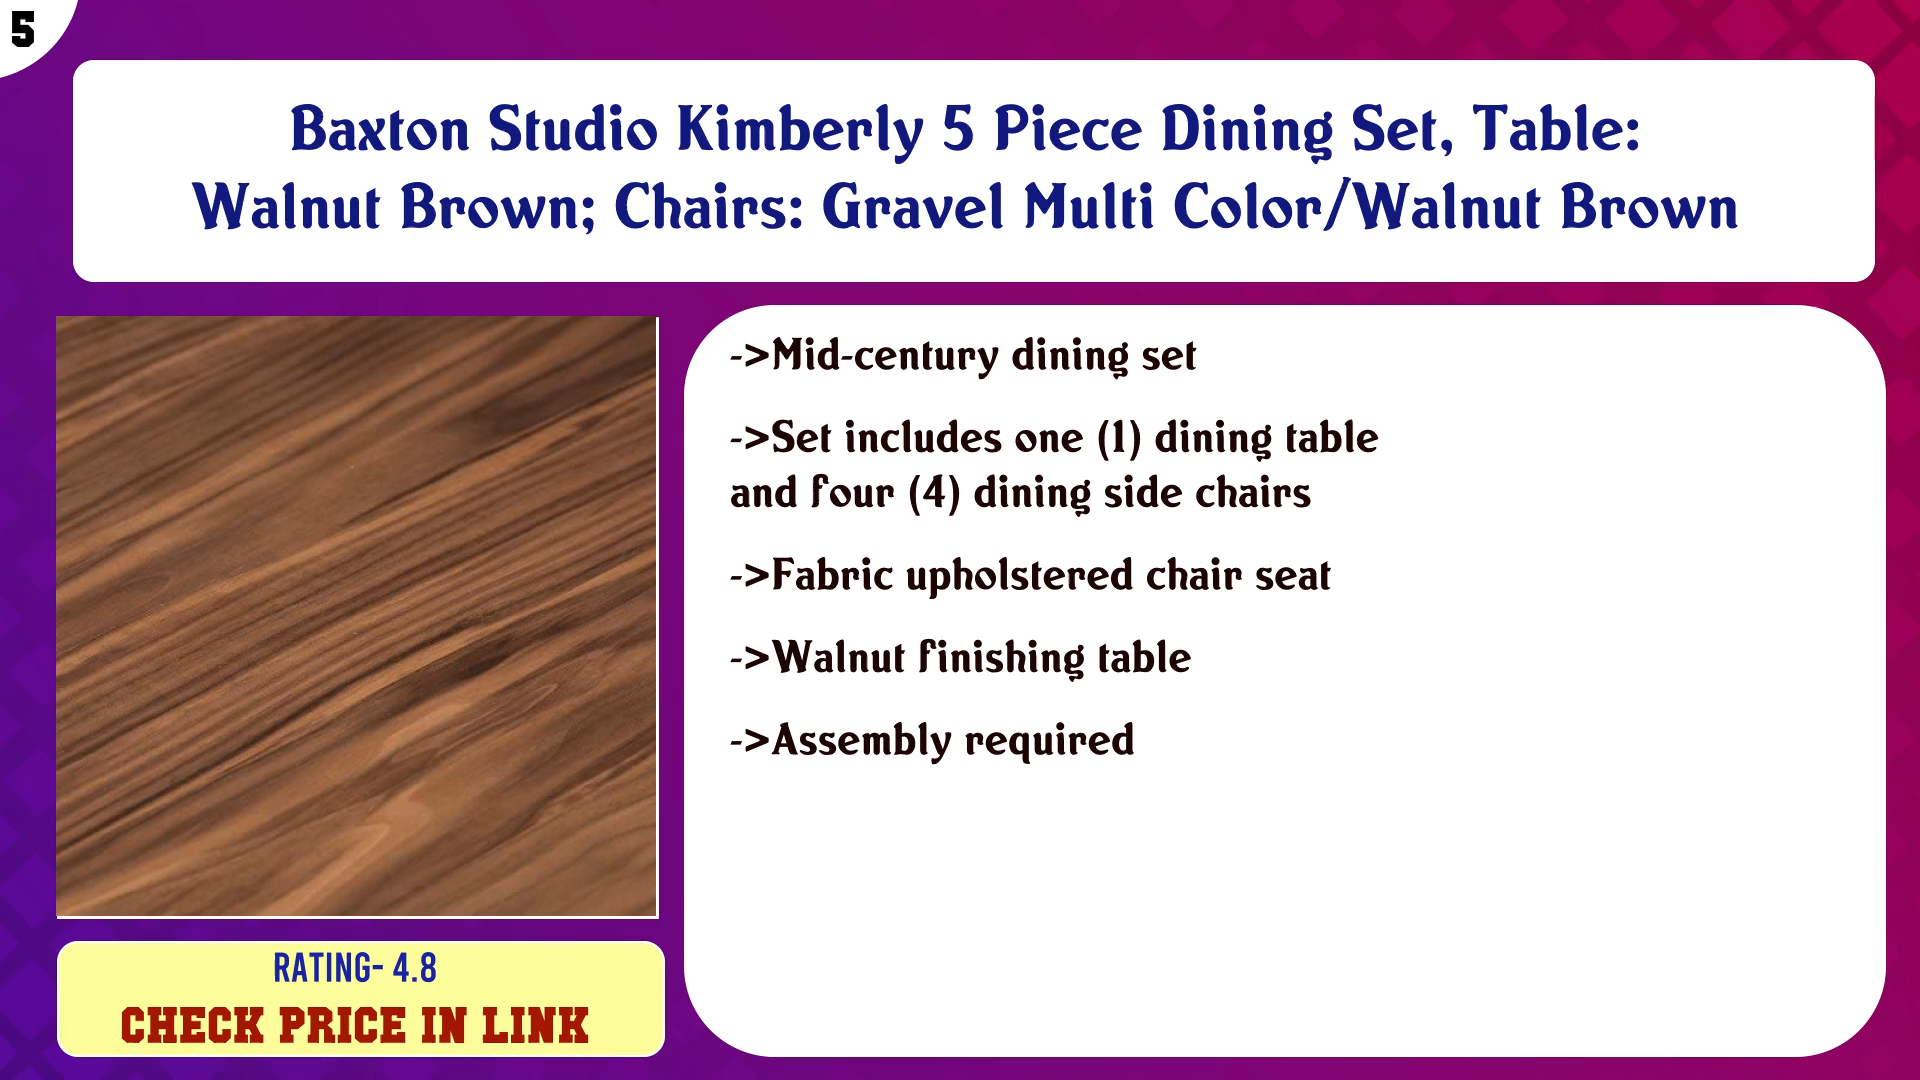 5
Baxton Studio Kimberly 5 Piece Dining Set, Table:
Walnut Brown; Chairs: Gravel Multi Color/Walnut Brown
->Mid-century dining set
->Set includes one (1) dining table
and four (4) dining side chairs
->Fabric upholstered chair seat
->Walnut finishing table
->Assembly required
RATING- 4.8
CHECK PRICE IN LINK